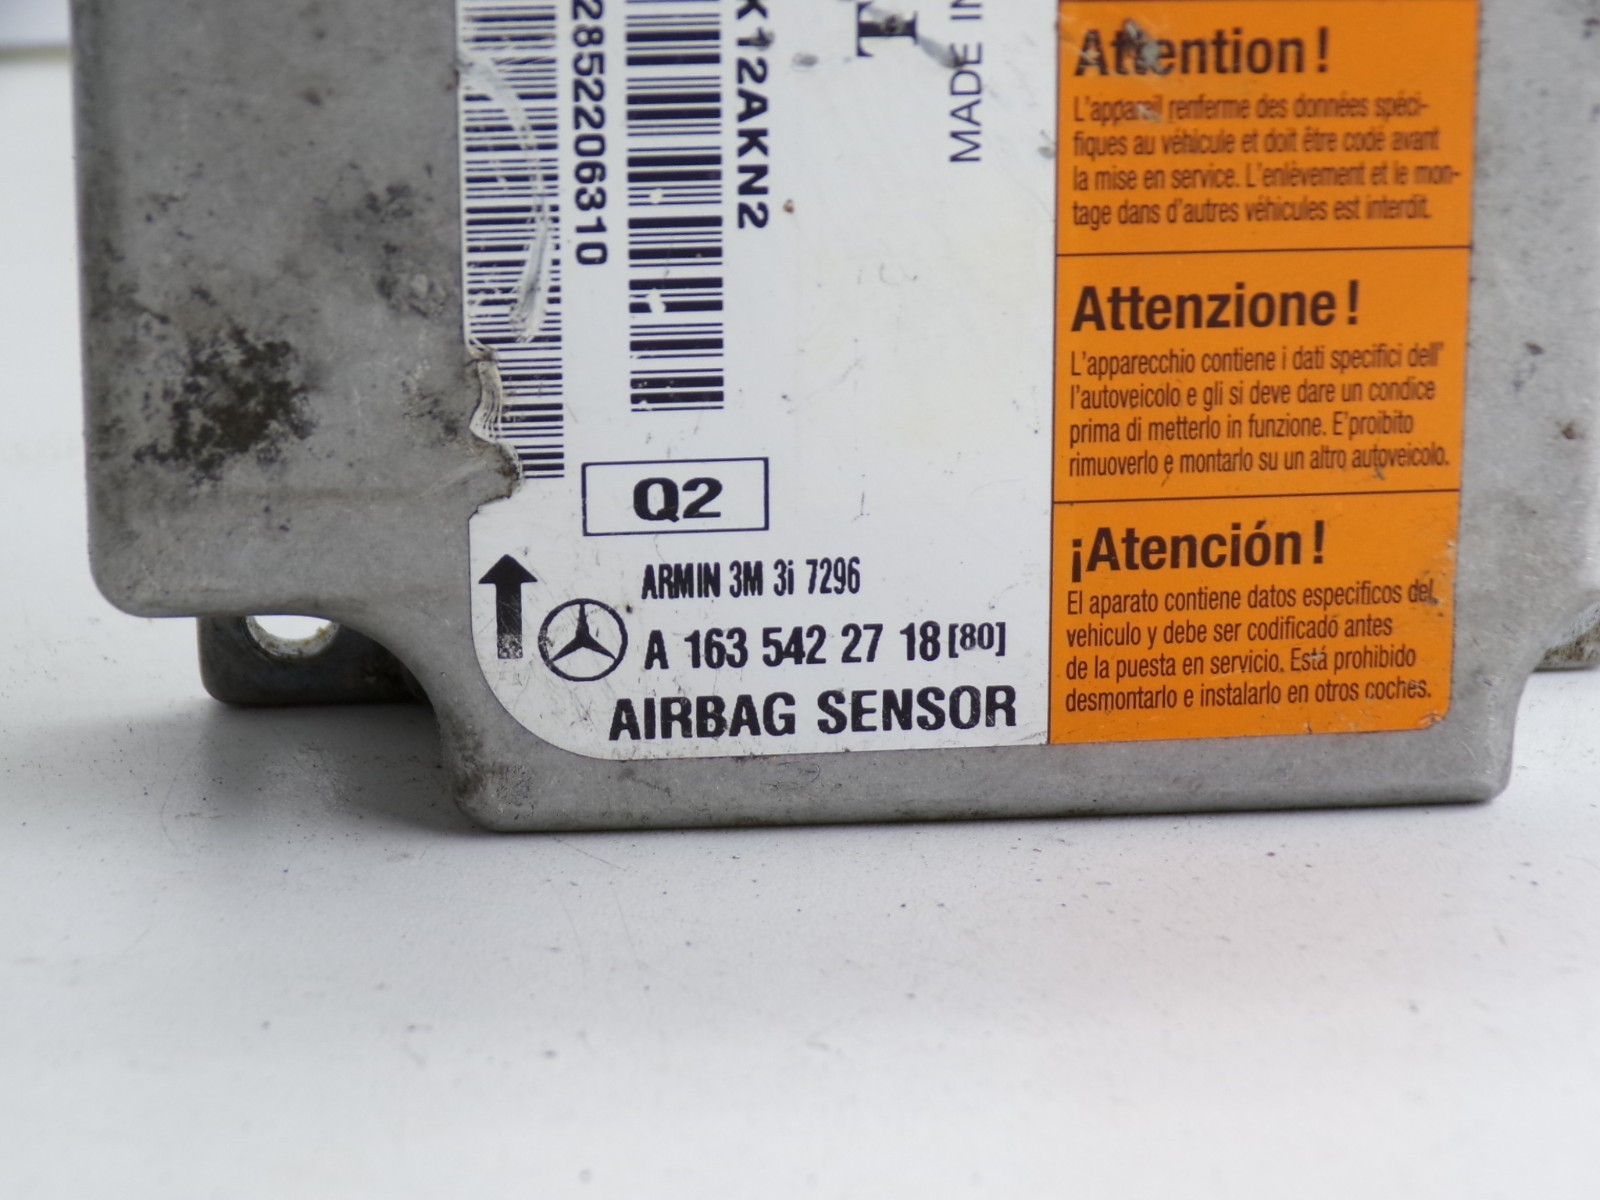 28522206310
K12AKN2
T
MADE IN
Q2
ARMIN 3M 3i 7296
A 163 542 27 18 [80]
AIRBAG SENSOR
Attention !
L'appareil renferme des données spéci-
fiques au véhicule et doit être codé avant
la mise en service. L'enlèvement et le mon-
tage dans d'autres véhicules est interdit.
Attenzione !
L'apparecchio contiene i dati specifici dell'
l'autoveicolo e gli si deve dare un condice
prima di metterlo in funzione. E'proibito
rimuoverlo e montarlo su un altro autoveicolo.
¡Atención !
El aparato contiene datos especificos del
vehiculo y debe ser codificado antes
de la puesta en servicio. Está prohibido
desmontarlo e instalarlo en otros coches.